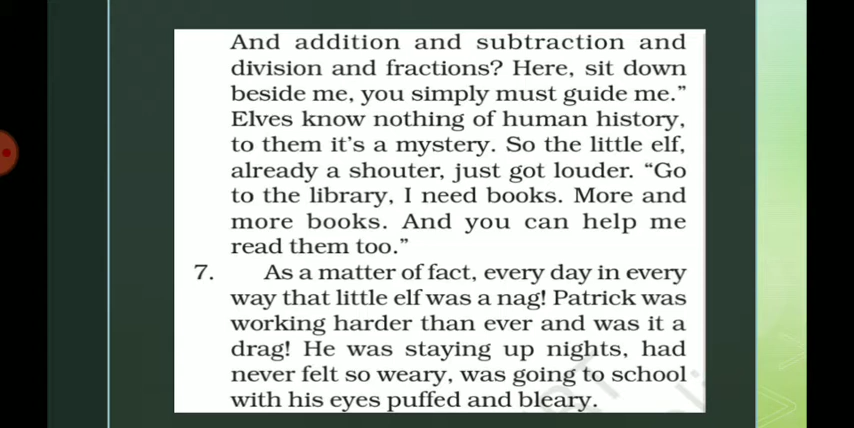 And addition and subtraction and
division and fractions? Here, sit down
beside me, you simply must guide me.”
Elves know nothing of human history,
to them it’s a mystery. So the little elf,
already a shouter, just got louder. “Go
to the library, I need books. More and
more books. And you can help me
read them too.”
7. As a matter of fact, every day in every
way that little elf was a nag! Patrick was
working harder than ever and was it a
drag! He was staying up nights, had
never felt so weary, was going to school
with his eyes puffed and bleary.